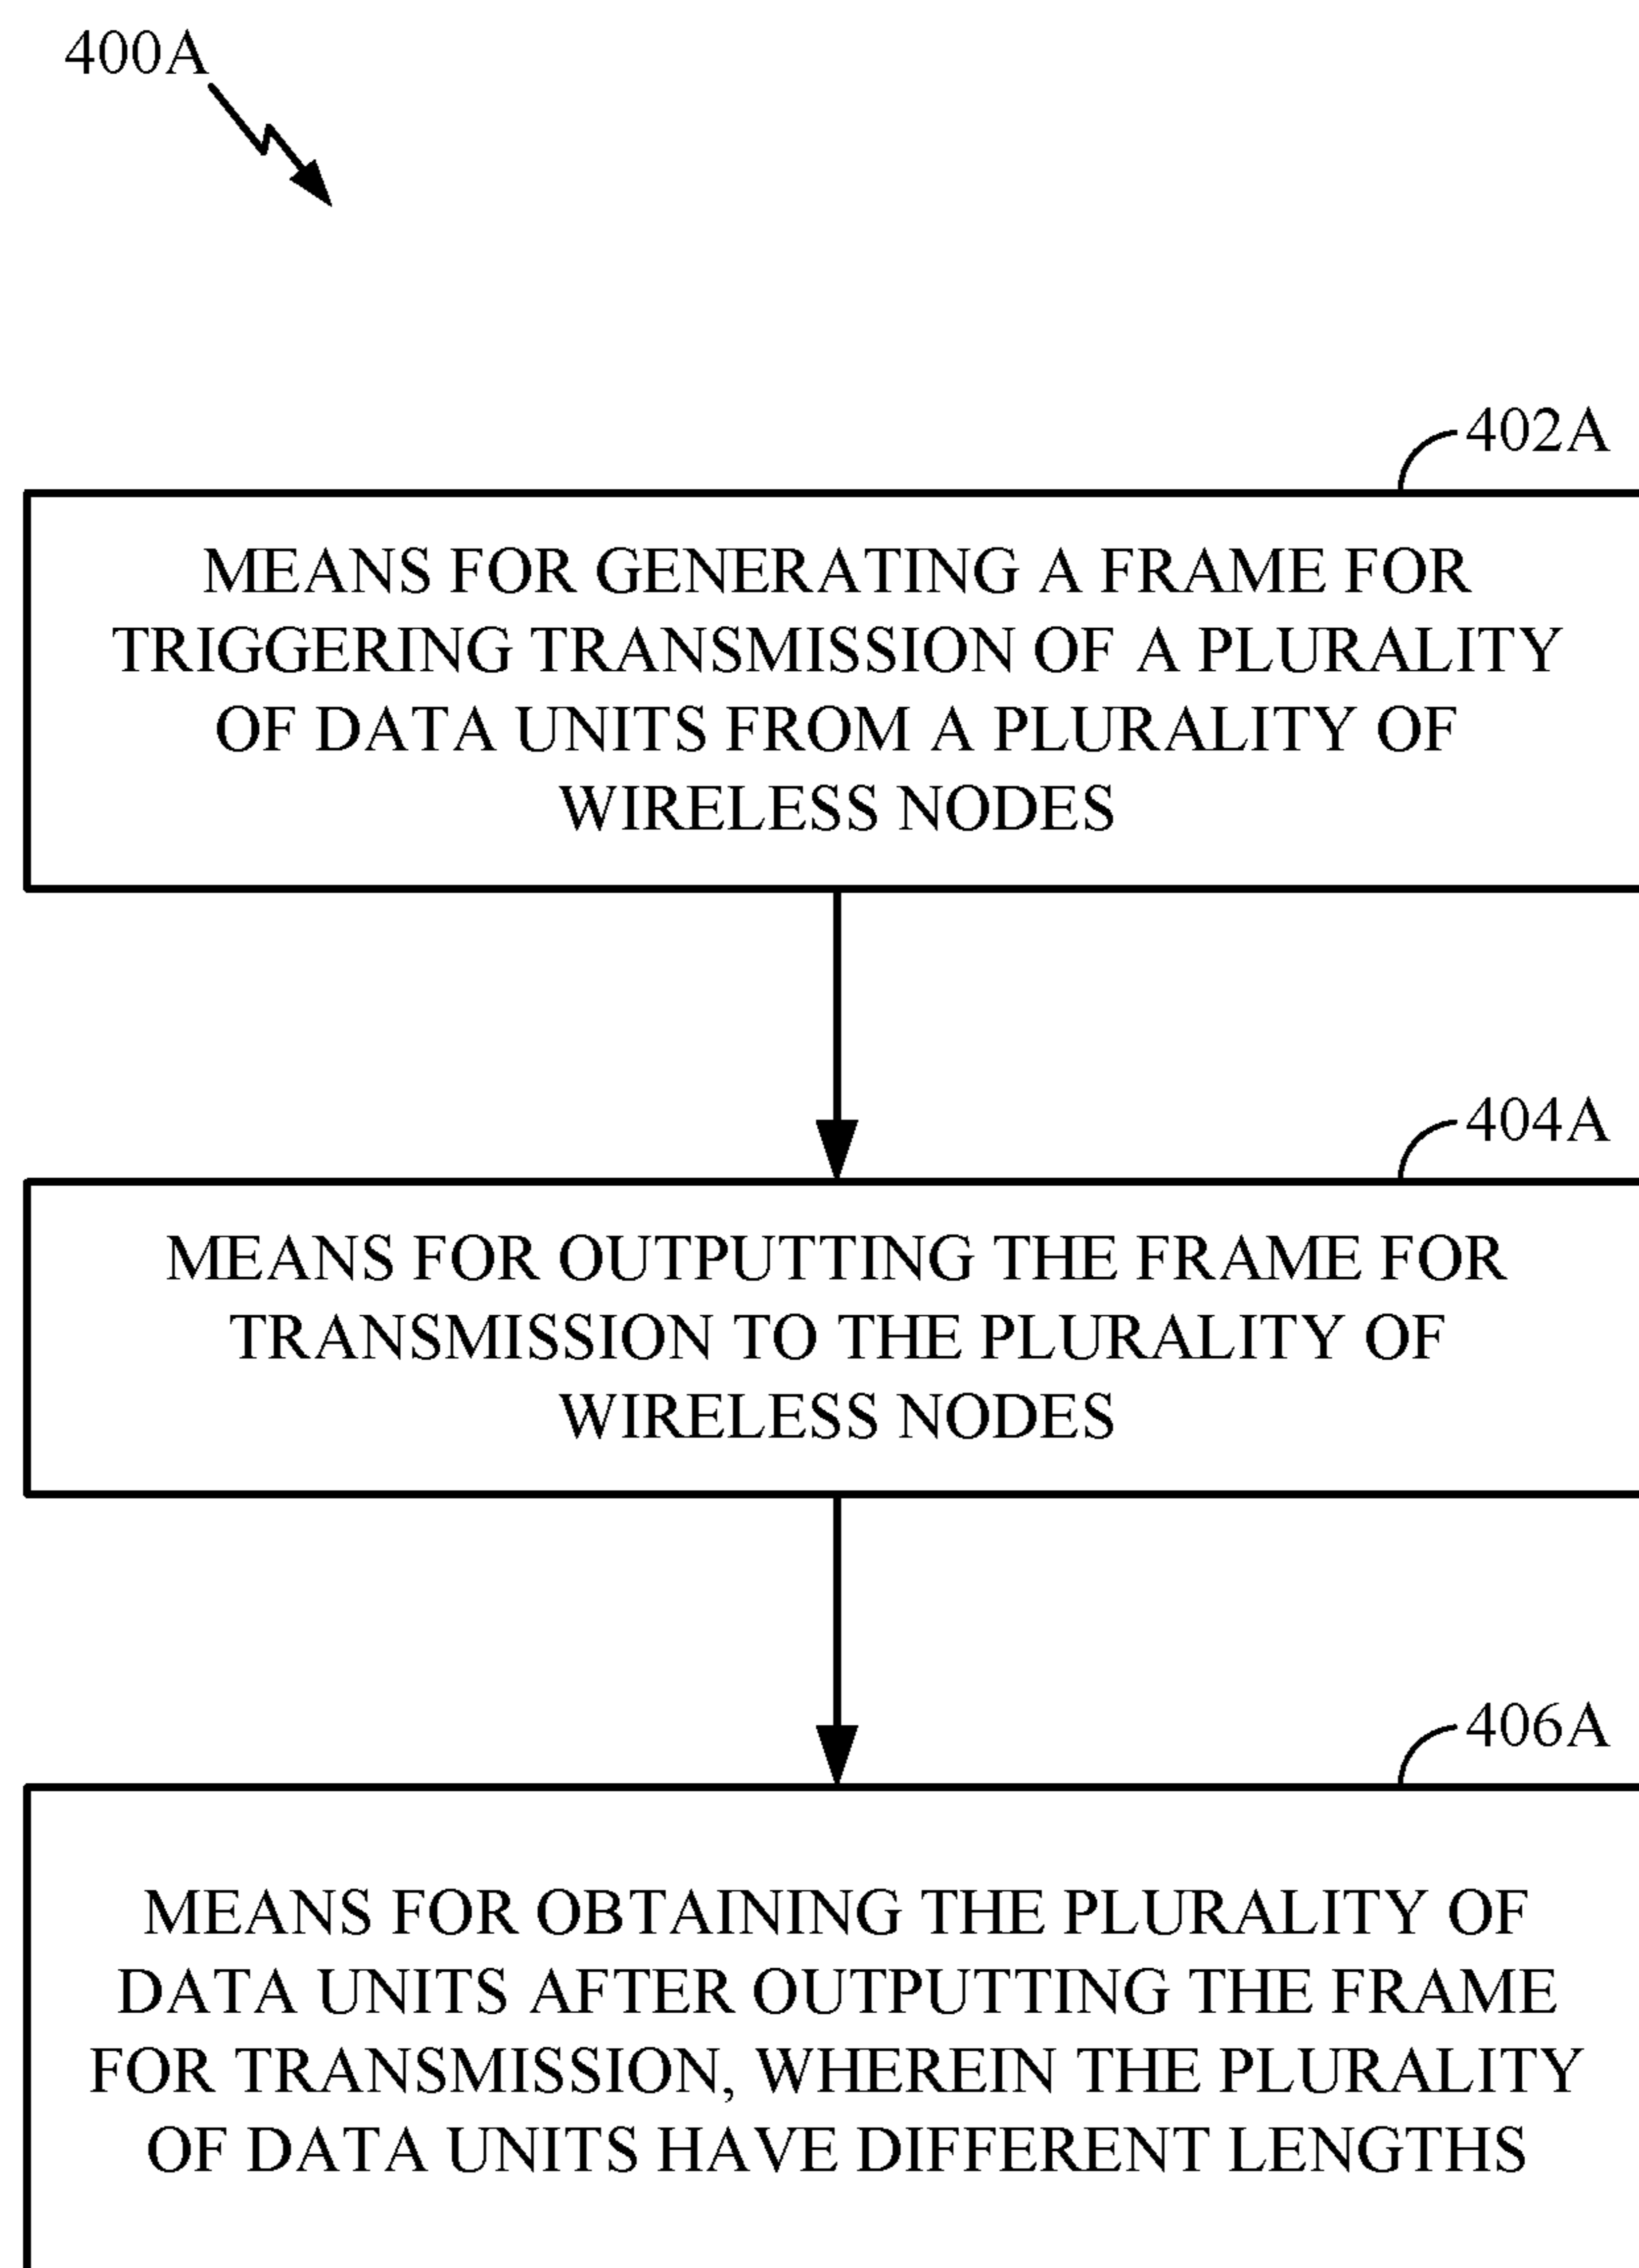 400A
402A
MEANS FOR GENERATING A FRAME FOR
TRIGGERING TRANSMISSION OF A PLURALITY
OF DATA UNITS FROM A PLURALITY OF
WIRELESS NODES
404A
MEANS FOR OUTPUTTING THE FRAME FOR
TRANSMISSION TO THE PLURALITY OF
WIRELESS NODES
406A
MEANS FOR OBTAINING THE PLURALITY OF
DATA UNITS AFTER OUTPUTTING THE FRAME
FOR TRANSMISSION, WHEREIN THE PLURALITY
OF DATA UNITS HAVE DIFFERENT LENGTHS